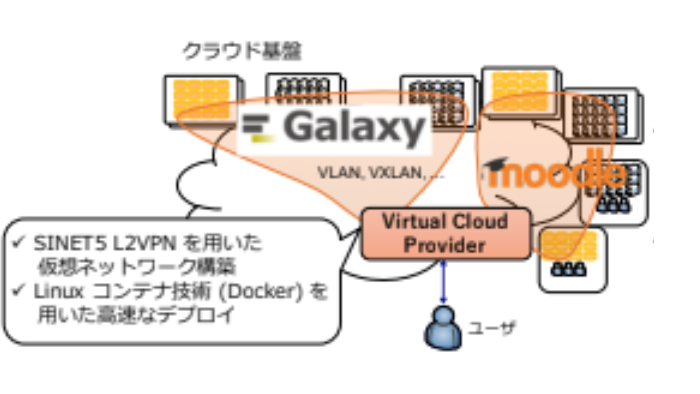 クラウド基盤
Galaxy
VLAN, VXLAN, ...
moodle
Virtual Cloud
Provider
✓ SINET5 L2VPN を用いた
仮想ネットワーク構築
✓ Linux コンテナ技術 (Docker) を
用いた高速なデプロイ
ユーザ